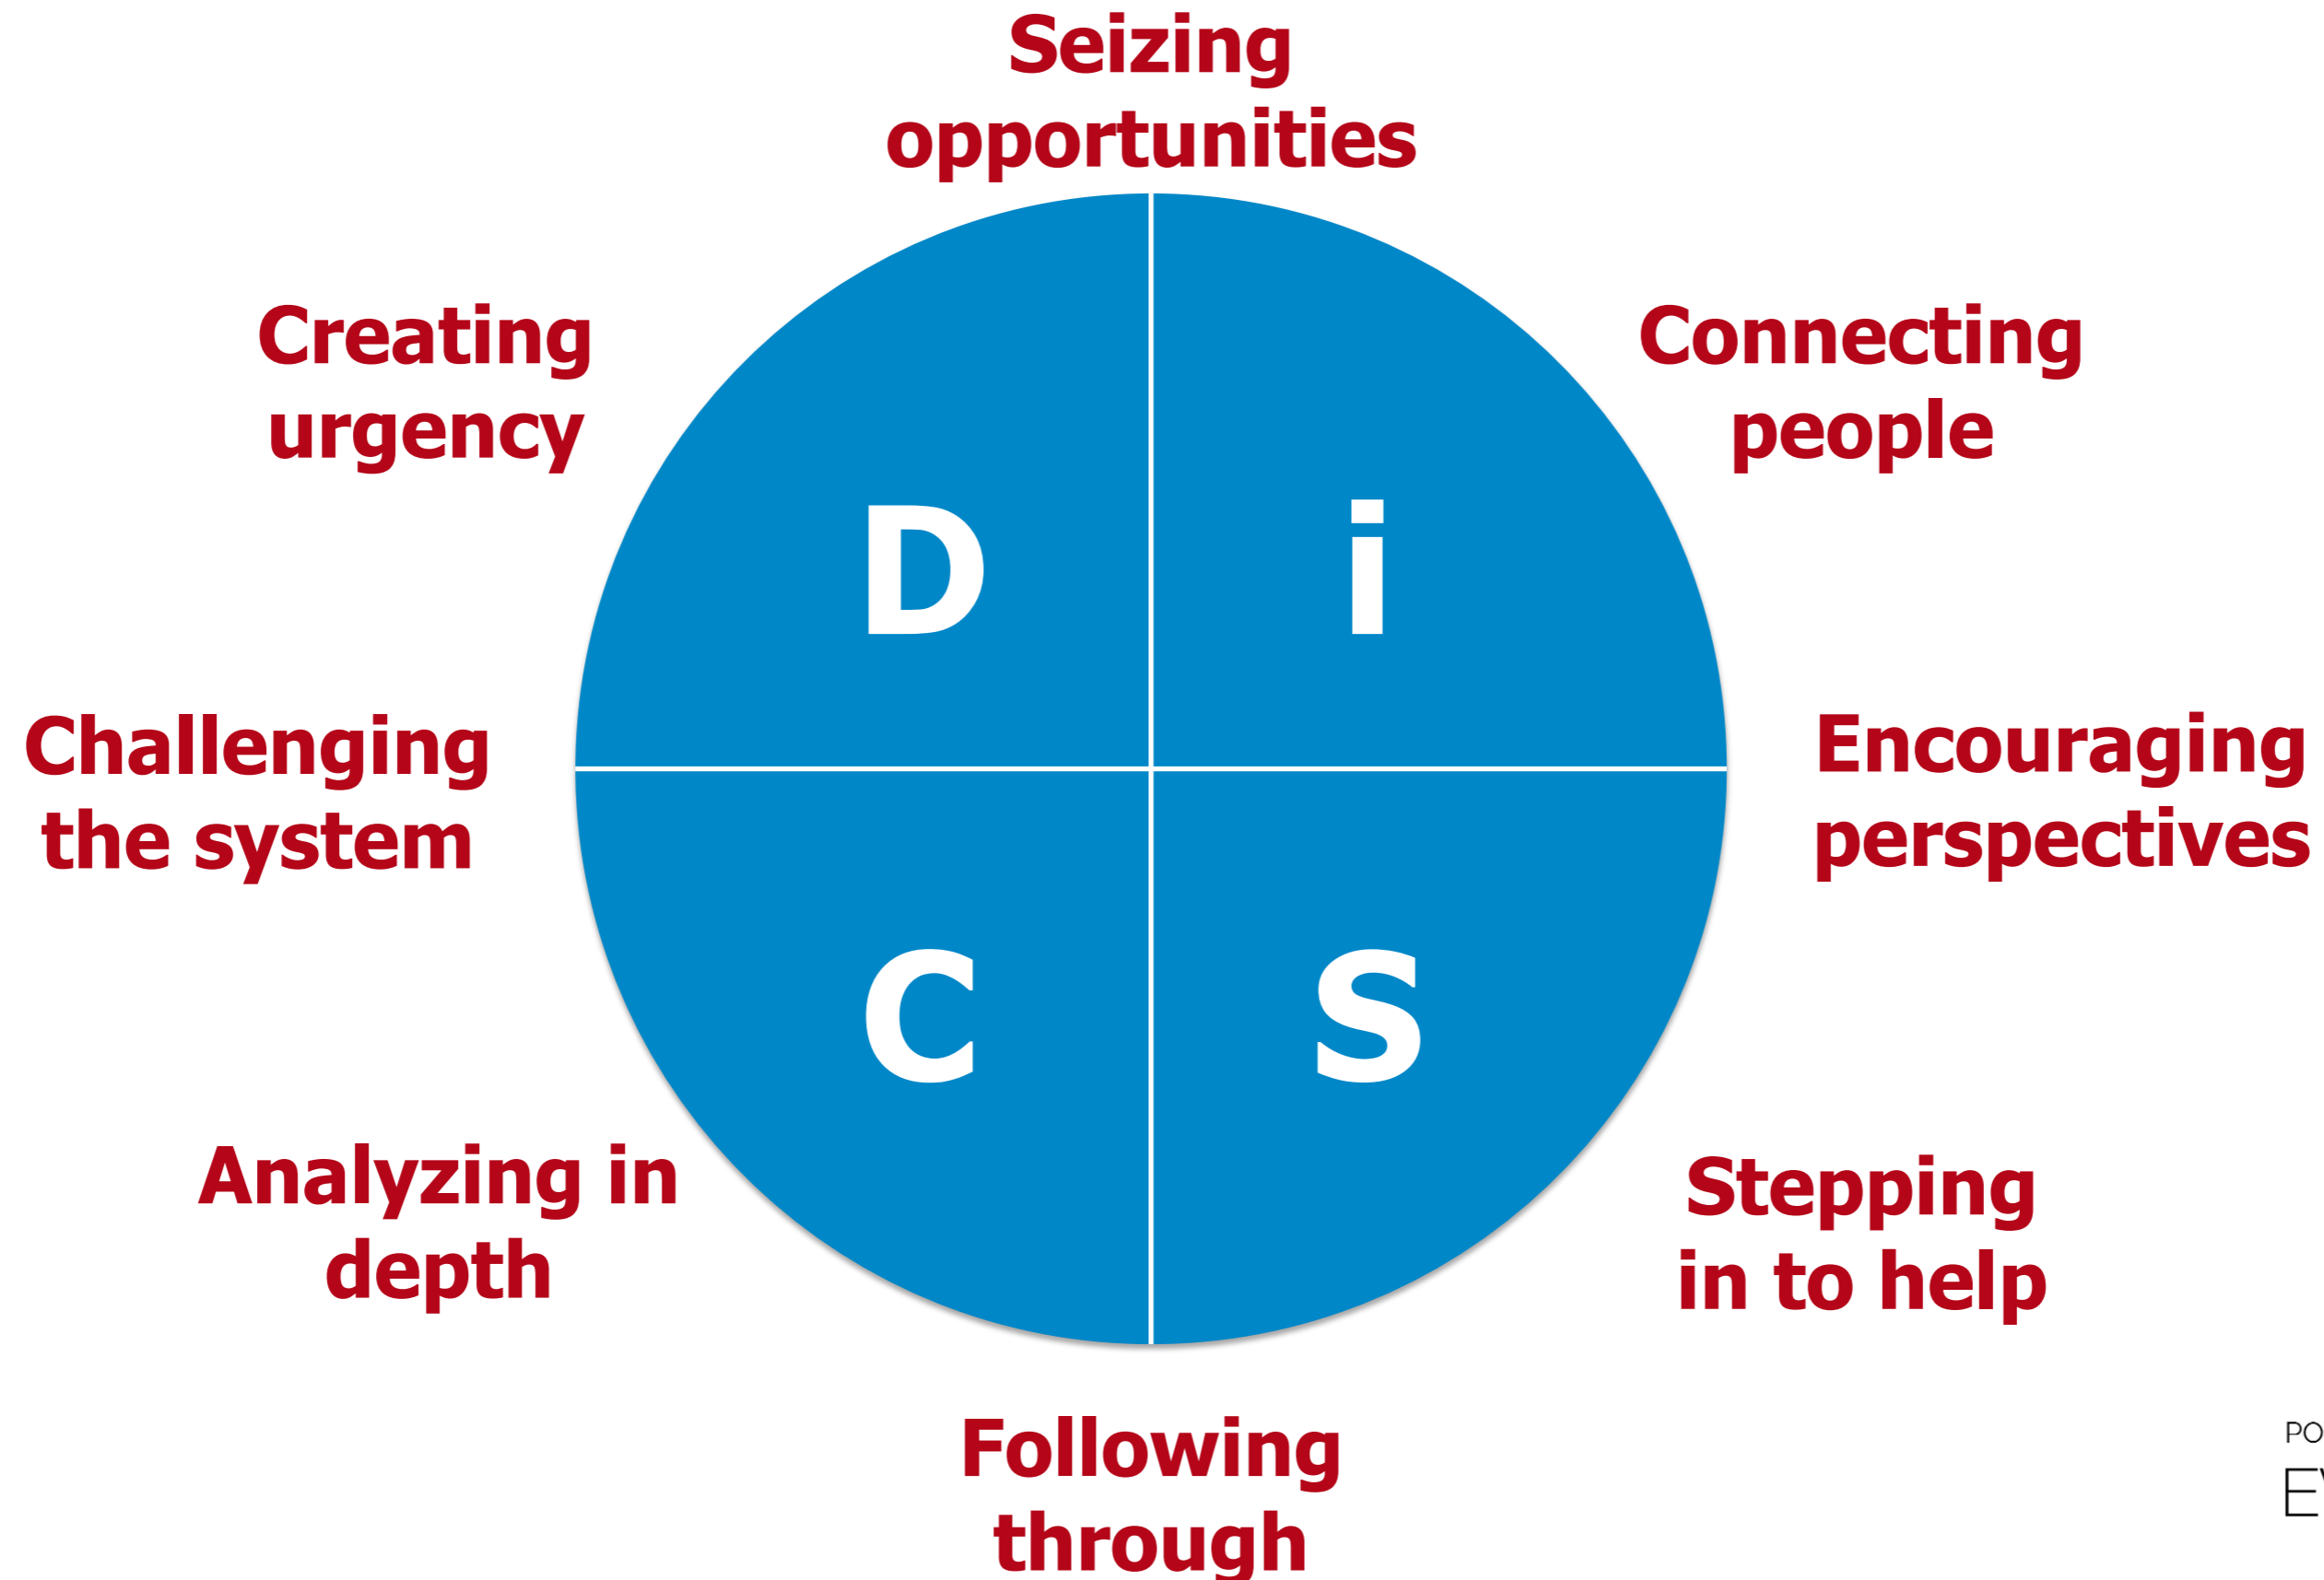 Seizing
opportunities
Creating
urgency
Connecting
people
D
i
Challenging
the system
Encouraging
perspectives
C
S
Analyzing in
depth
Stepping
in to help
Following
through
PO